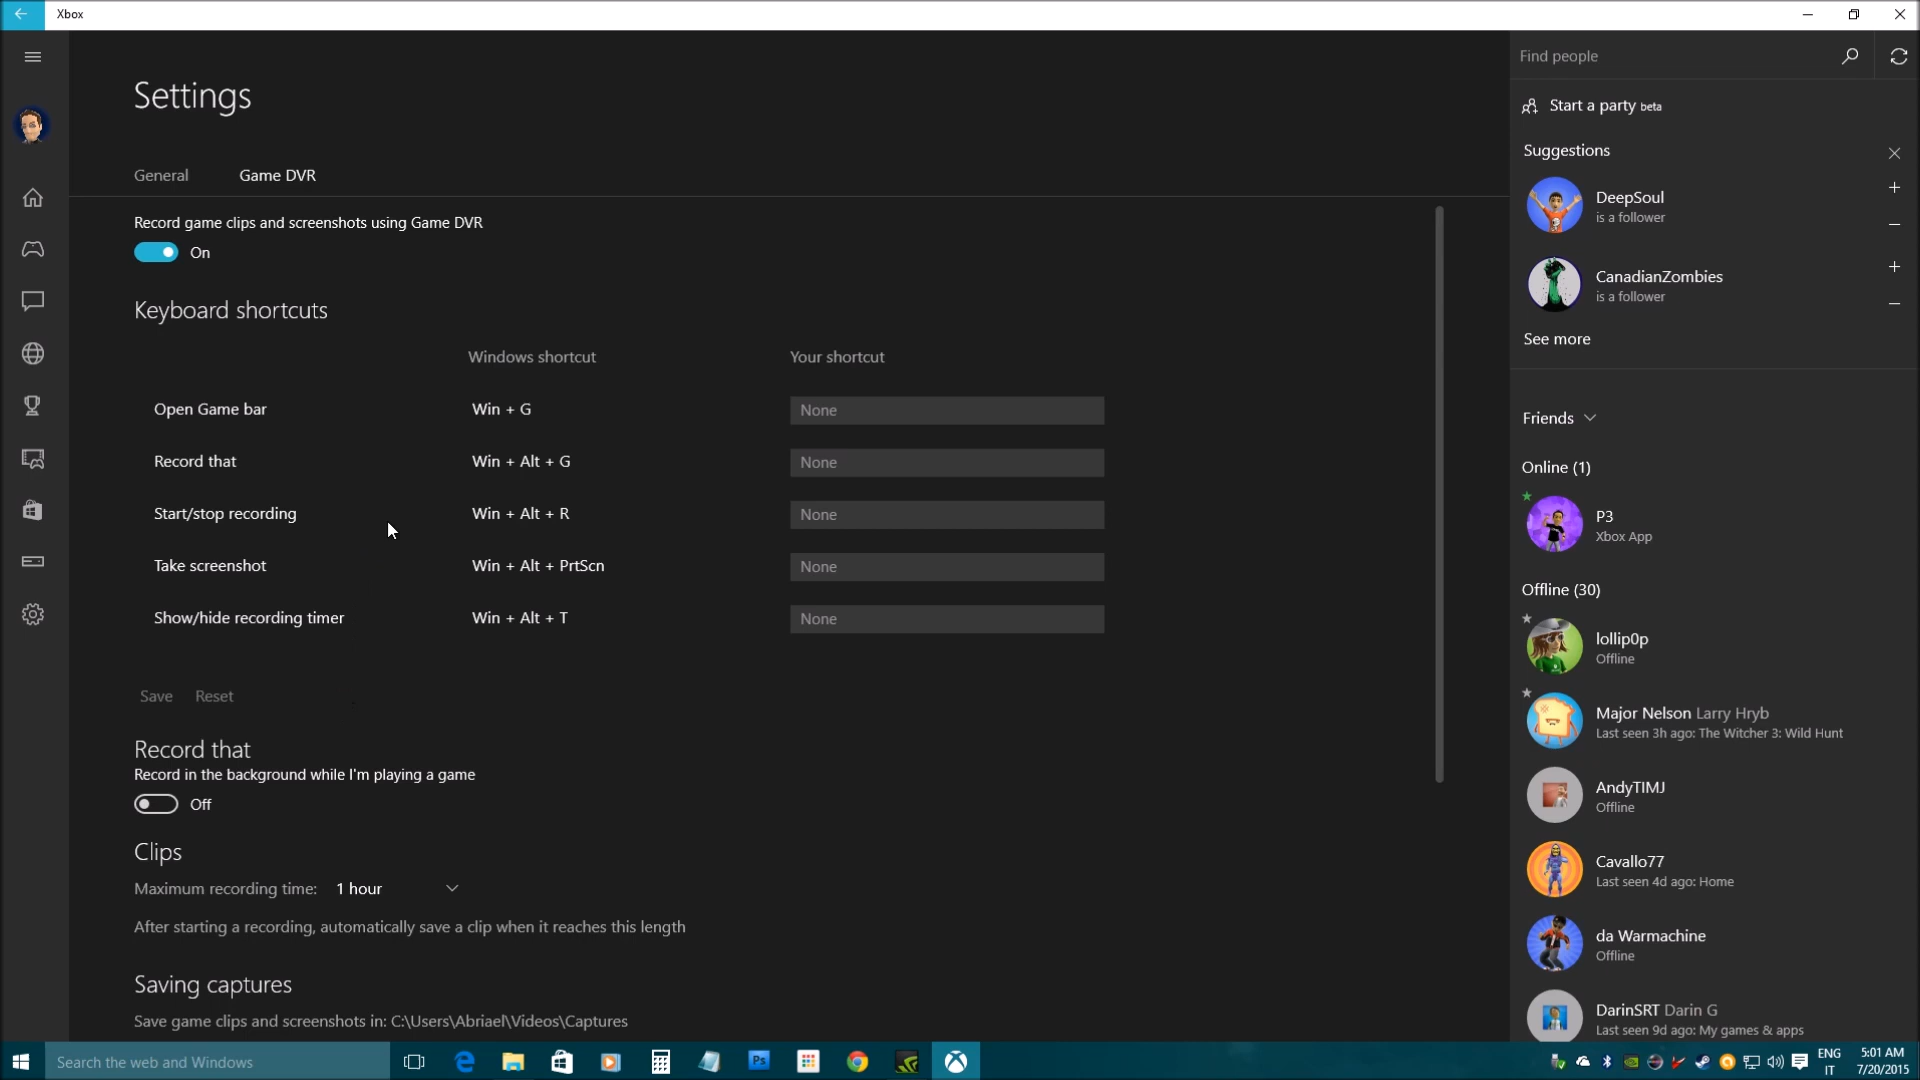 Xbox
Settings
General
Game DVR
Record game clips and screenshots using Game DVR
On
Keyboard shortcuts
Windows shortcut
Your shortcut
Open Game bar
Win + G
None
Record that
Win + Alt + G
None
Start/stop recording
Win + Alt + R
None
Take screenshot
Win + Alt + PrtScn
None
Show/hide recording timer
Win + Alt + T
None
Save
Reset
Record that
Record in the background while I'm playing a game
Off
Clips
Maximum recording time:
1 hour
After starting a recording, automatically save a clip when it reaches this length
Saving captures
Save game clips and screenshots in: C:\Users\Abriael\Videos\Captures
Find people
Start a party beta
Suggestions
DeepSoul
is a follower
CanadianZombies
is a follower
See more
Friends
Online (1)
P3
Xbox App
Offline (30)
lollip0p
Offline
Major Nelson Larry Hryb
Last seen 3h ago: The Witcher 3: Wild Hunt
AndyTIMJ
Offline
Cavallo77
Last seen 4d ago: Home
da Warmachine
Offline
DarinSRT Darin G
Last seen 9d ago: My games & apps
Search the web and Windows
Ps
ENG
IT
5:01 AM
7/20/2015